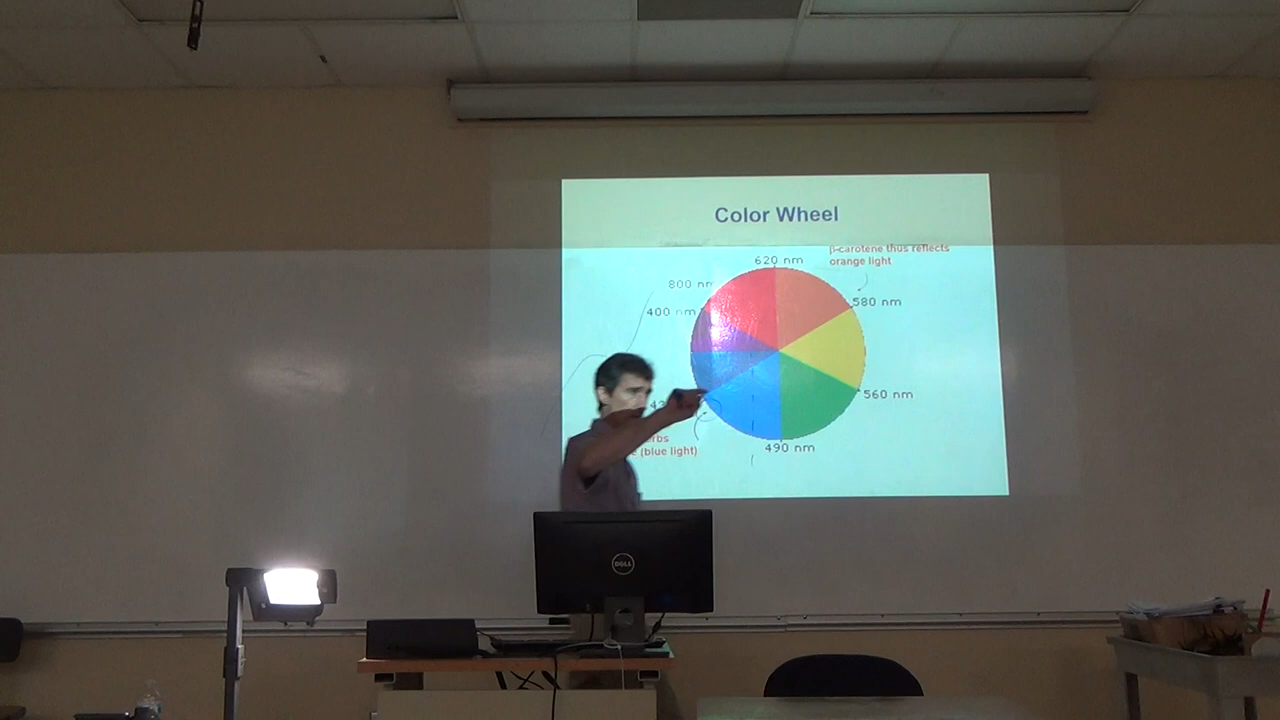 Color Wheel
β-carotene thus reflects
orange light
620 nm
800 nm
580 nm
400 nm
560 nm
(blue light)
490 nm
DELL